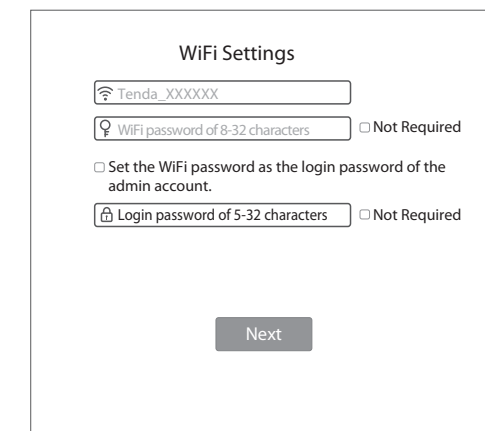 WiFi Settings
Tenda_XXXXXX
WiFi password of 8-32 characters
Not Required
Set the WiFi password as the login password of the
admin account.
Login password of 5-32 characters
Not Required
Next